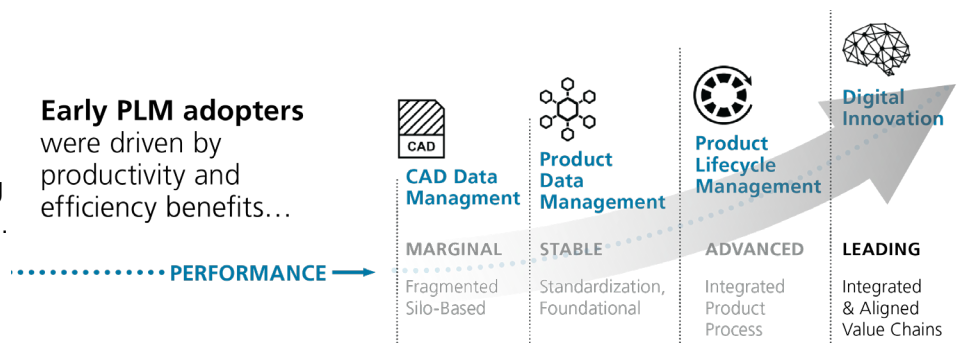 Early PLM adopters
were driven by
productivity and
efficiency benefits…
PERFORMANCE
CAD
CAD Data
Managment
MARGINAL
Fragmented
Silo-Based
Product
Data
Management
STABLE
Standardization,
Foundational
Product
Lifecycle
Management
ADVANCED
Integrated
Product
Process
Digital
Innovation
LEADING
Integrated
& Aligned
Value Chains